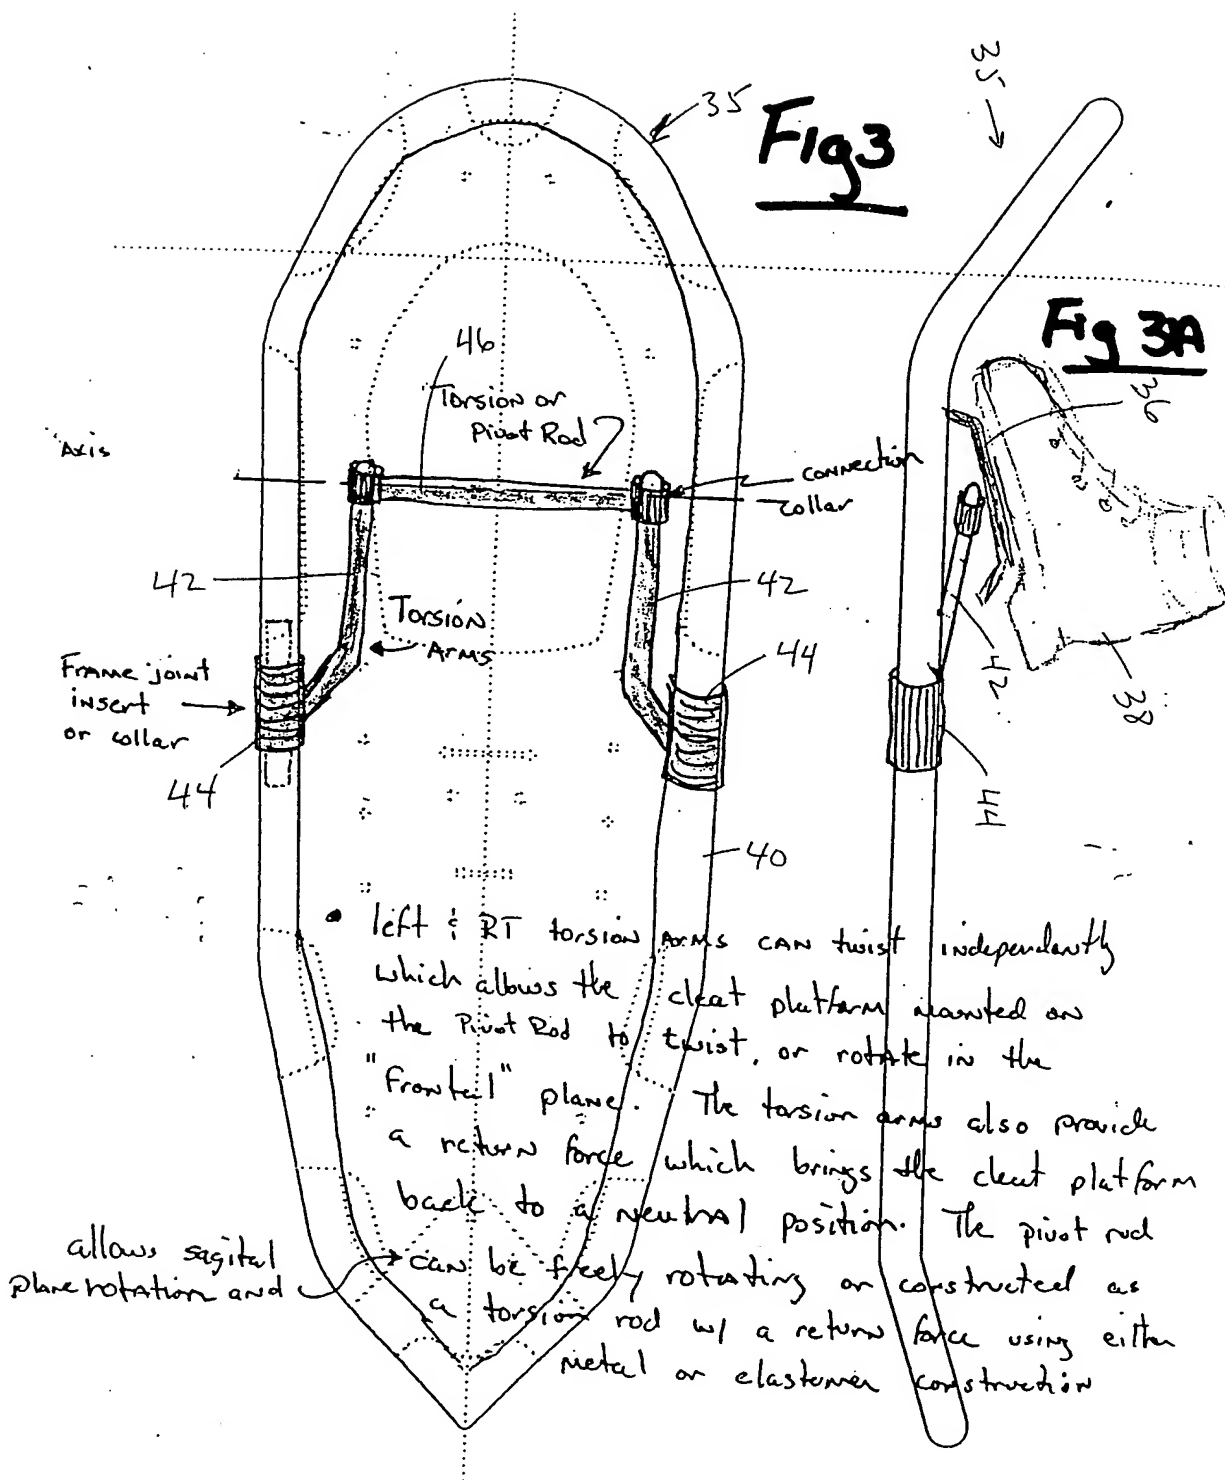 35
Fig3
35
Fig 3A
46
Torsion or
Pivot Rod
36
Axis
connection
collar
42
42
Torsion
Arms
44
Frame joint
insert
or collar
44
42
38
44
40
• left & RT torsion Arms CAN twist independantly
which allows the cleat platform mounted on
the Pivot Rod to twist, or rotate in the
"Frontal" plane. The torsion arms also provide
a return force which brings the cleat platform
back to a neutral position. The pivot rod
allows sagital
plane rotation and
can be freely rotating or constructed as
a torsion rod w/ a return force using either
metal or elastomer construction